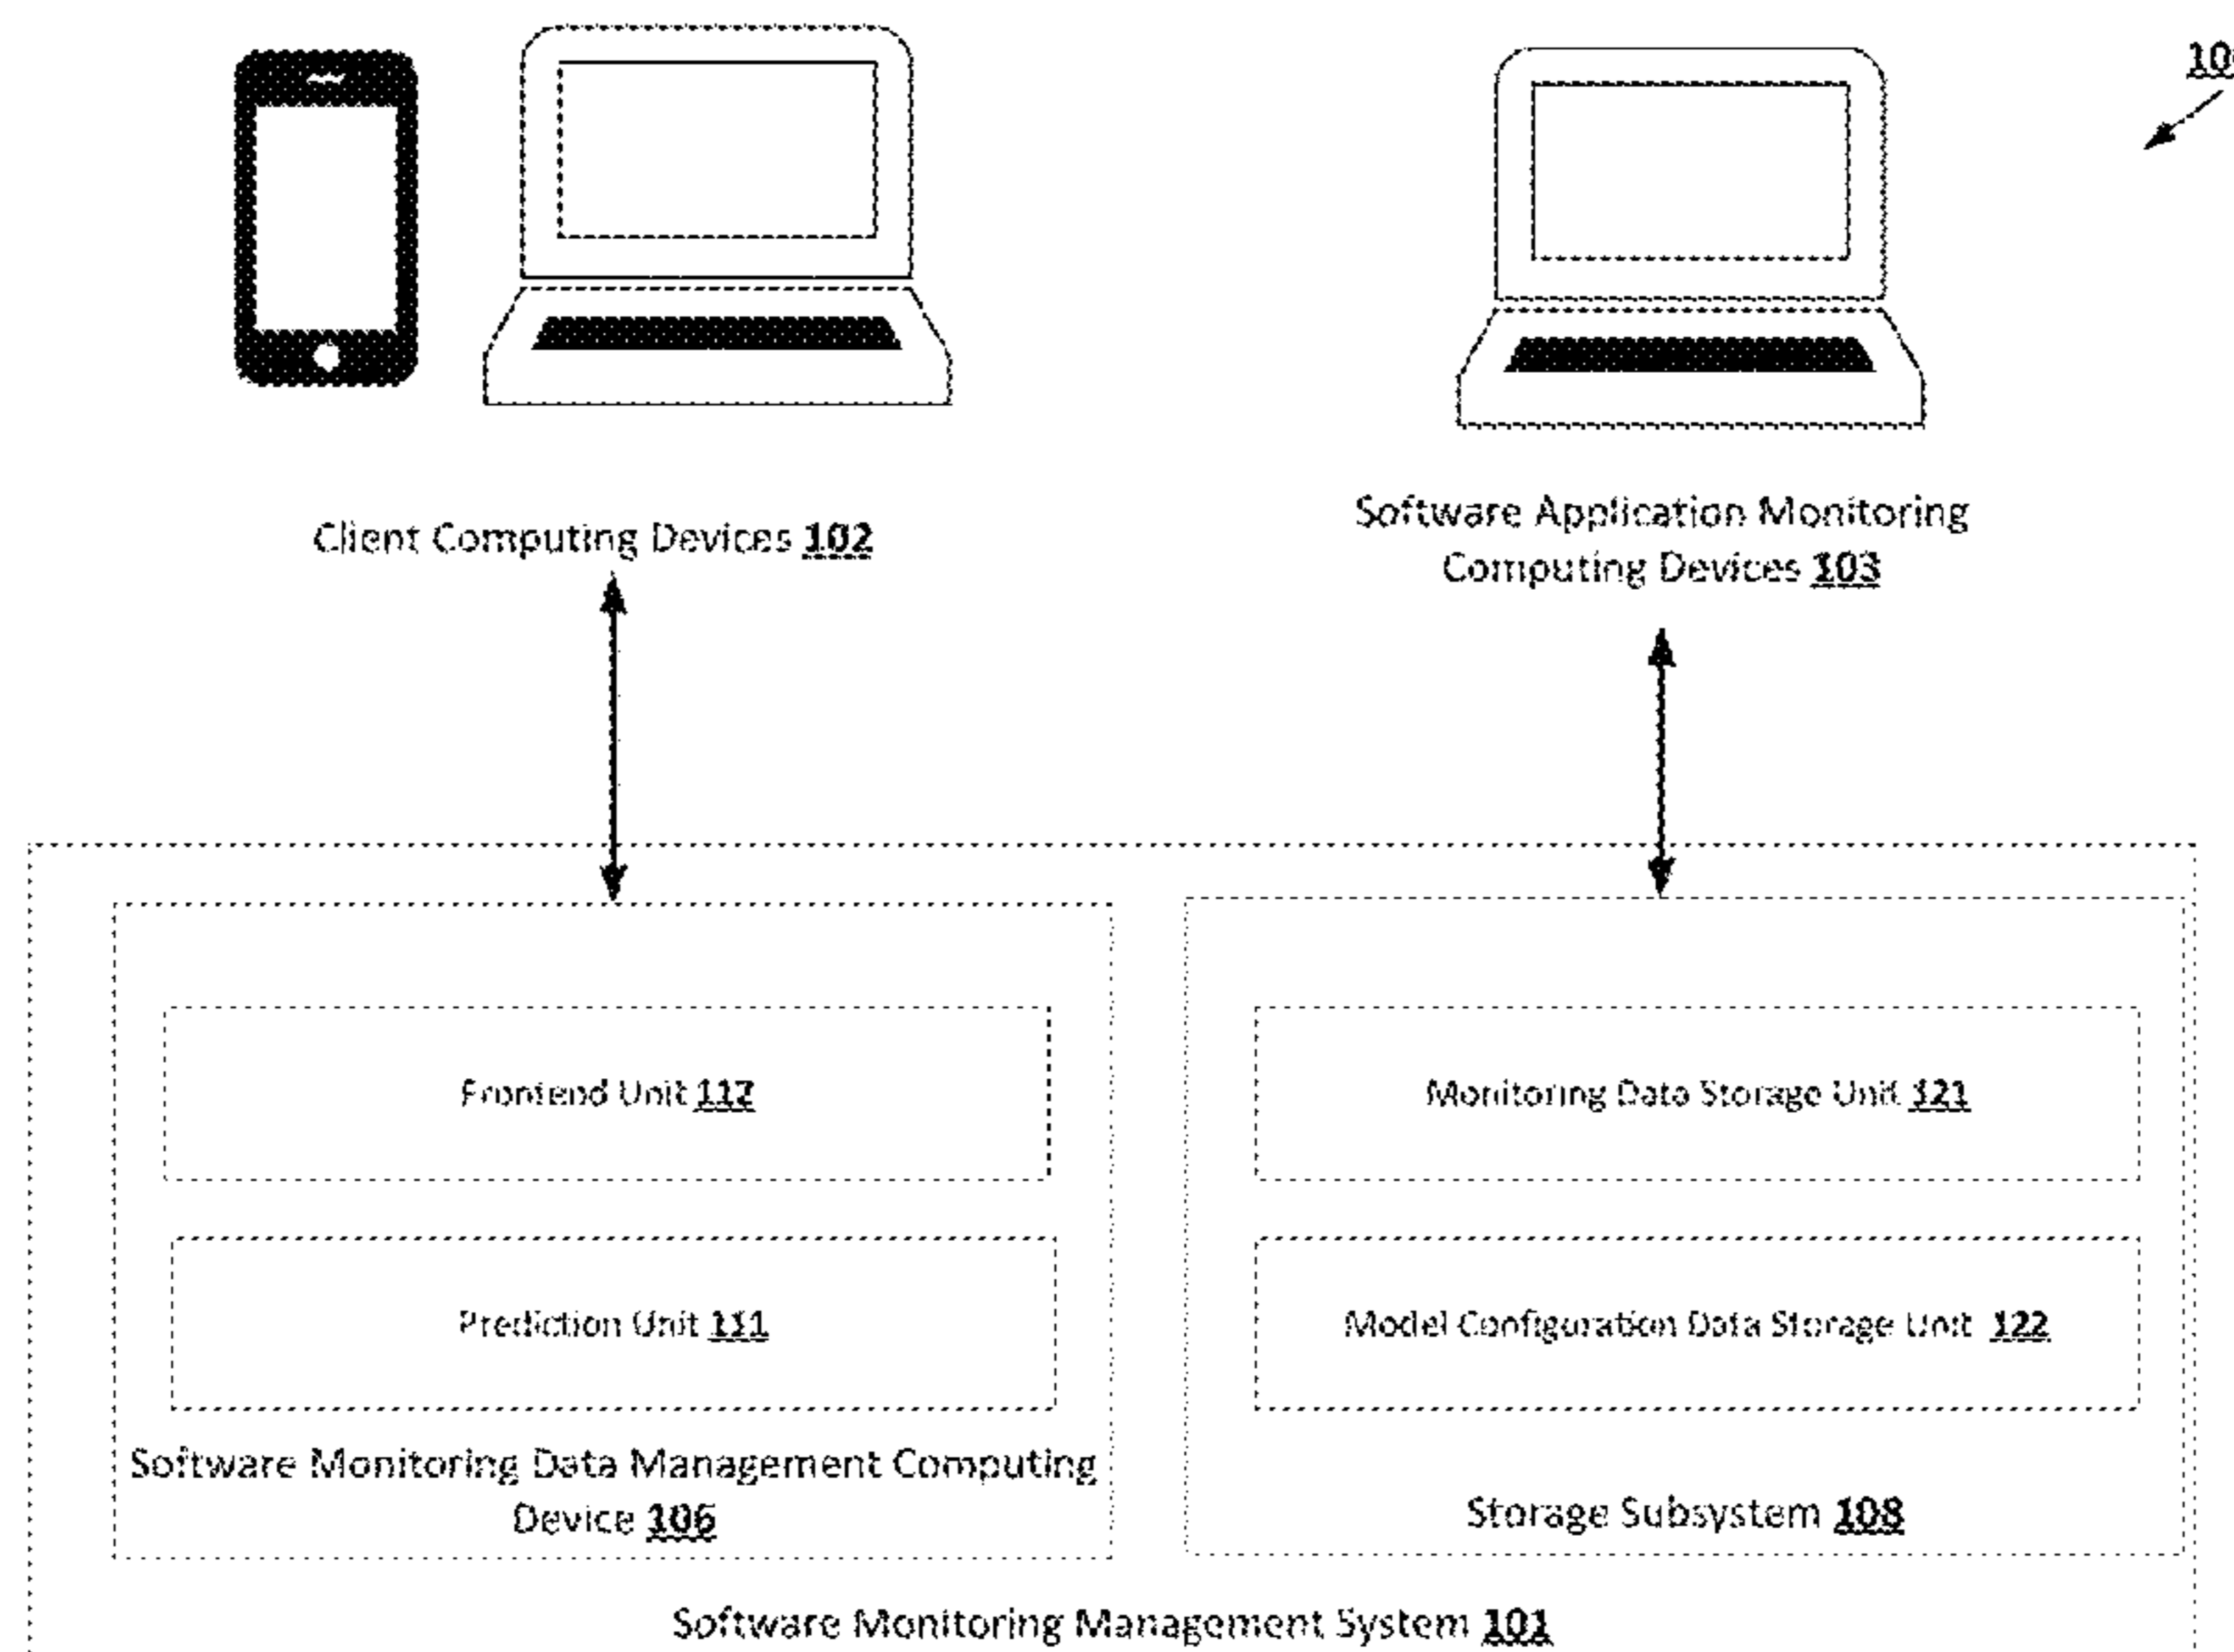 Client Computing Devices 102
Software Application Monitoring
Computing Devices 103
Frontend Unit 112
Monitoring Data Storage Unit 121
Prediction Unit 111
Model Configuration Data Storage Unit 122
Software Monitoring Data Management Computing
Device 106
Storage Subsystem 108
Software Monitoring Management System 101